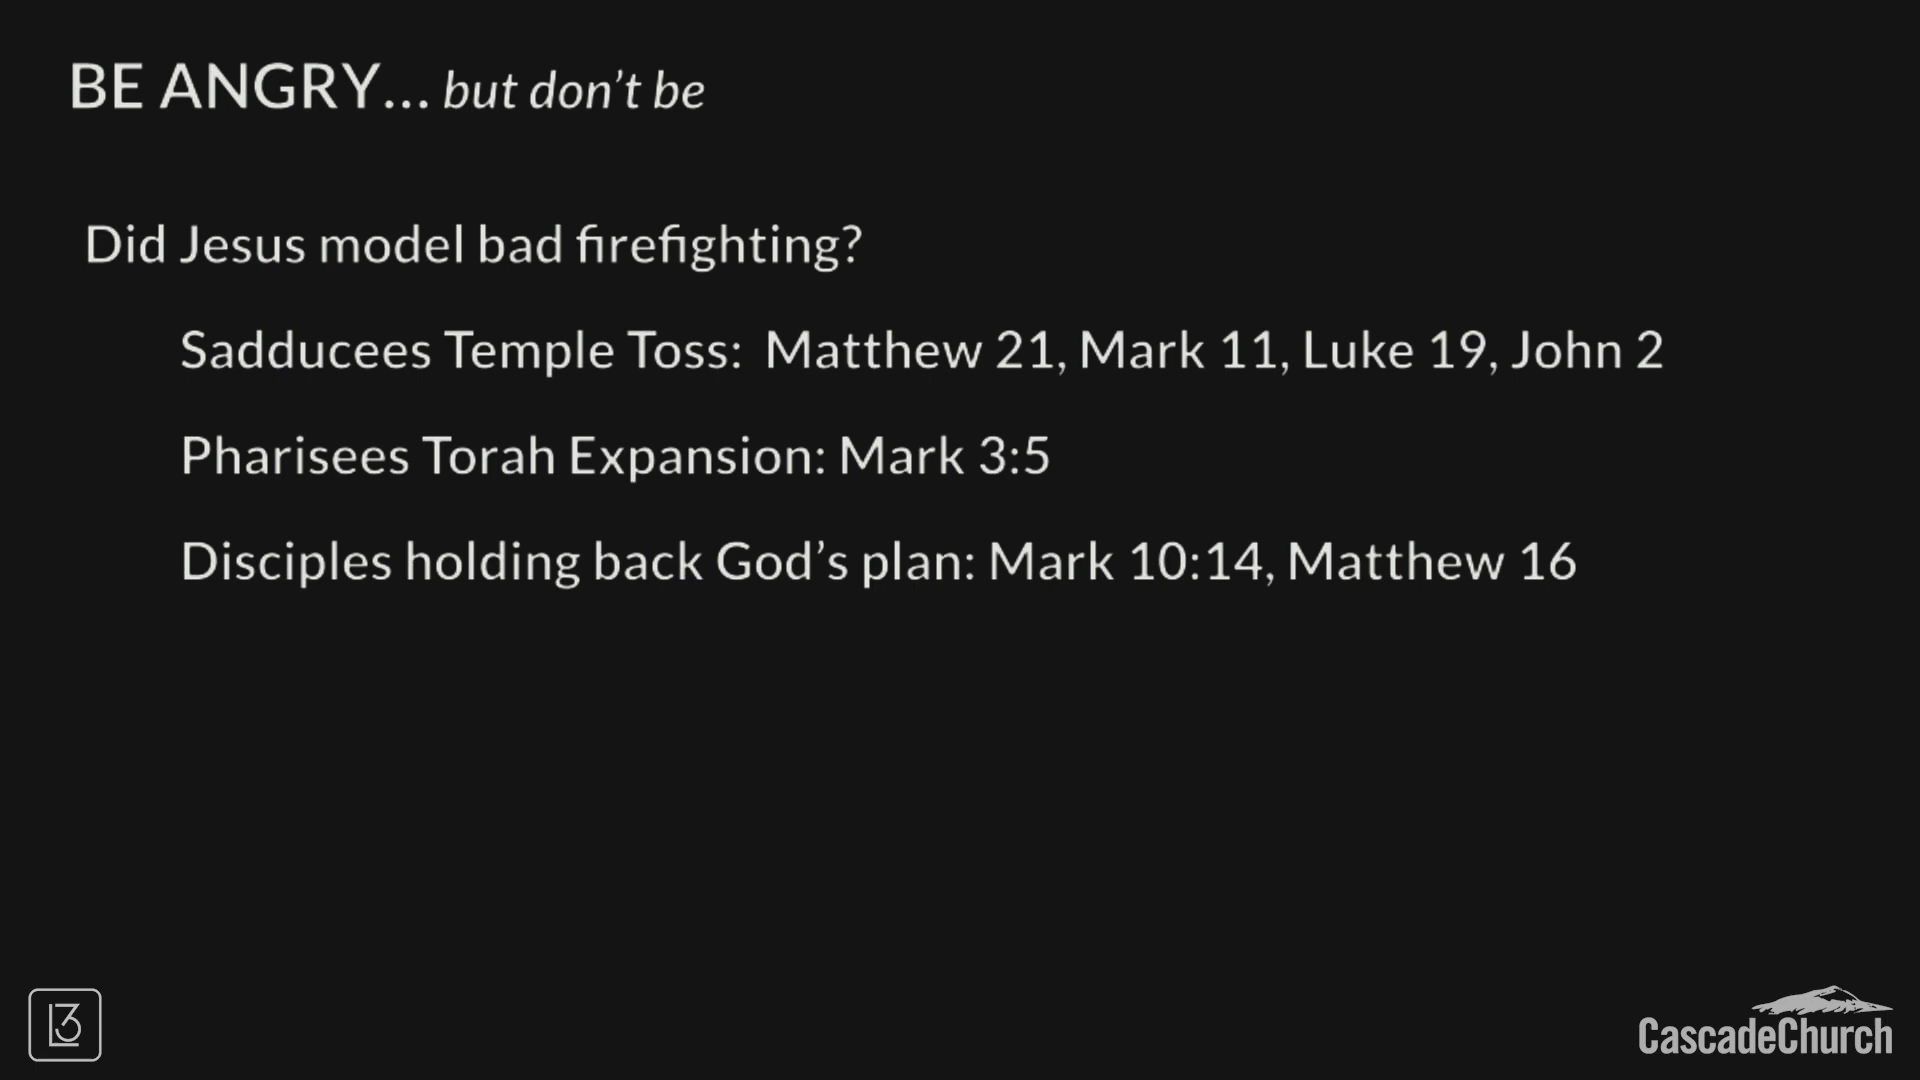 BE ANGRY... but don't be
Did Jesus model bad firefighting?
Sadducees Temple Toss:  Matthew 21, Mark 11, Luke 19, John 2
Pharisees Torah Expansion: Mark 3:5
Disciples holding back God's plan: Mark 10:14, Matthew 16
L3
CascadeChurch